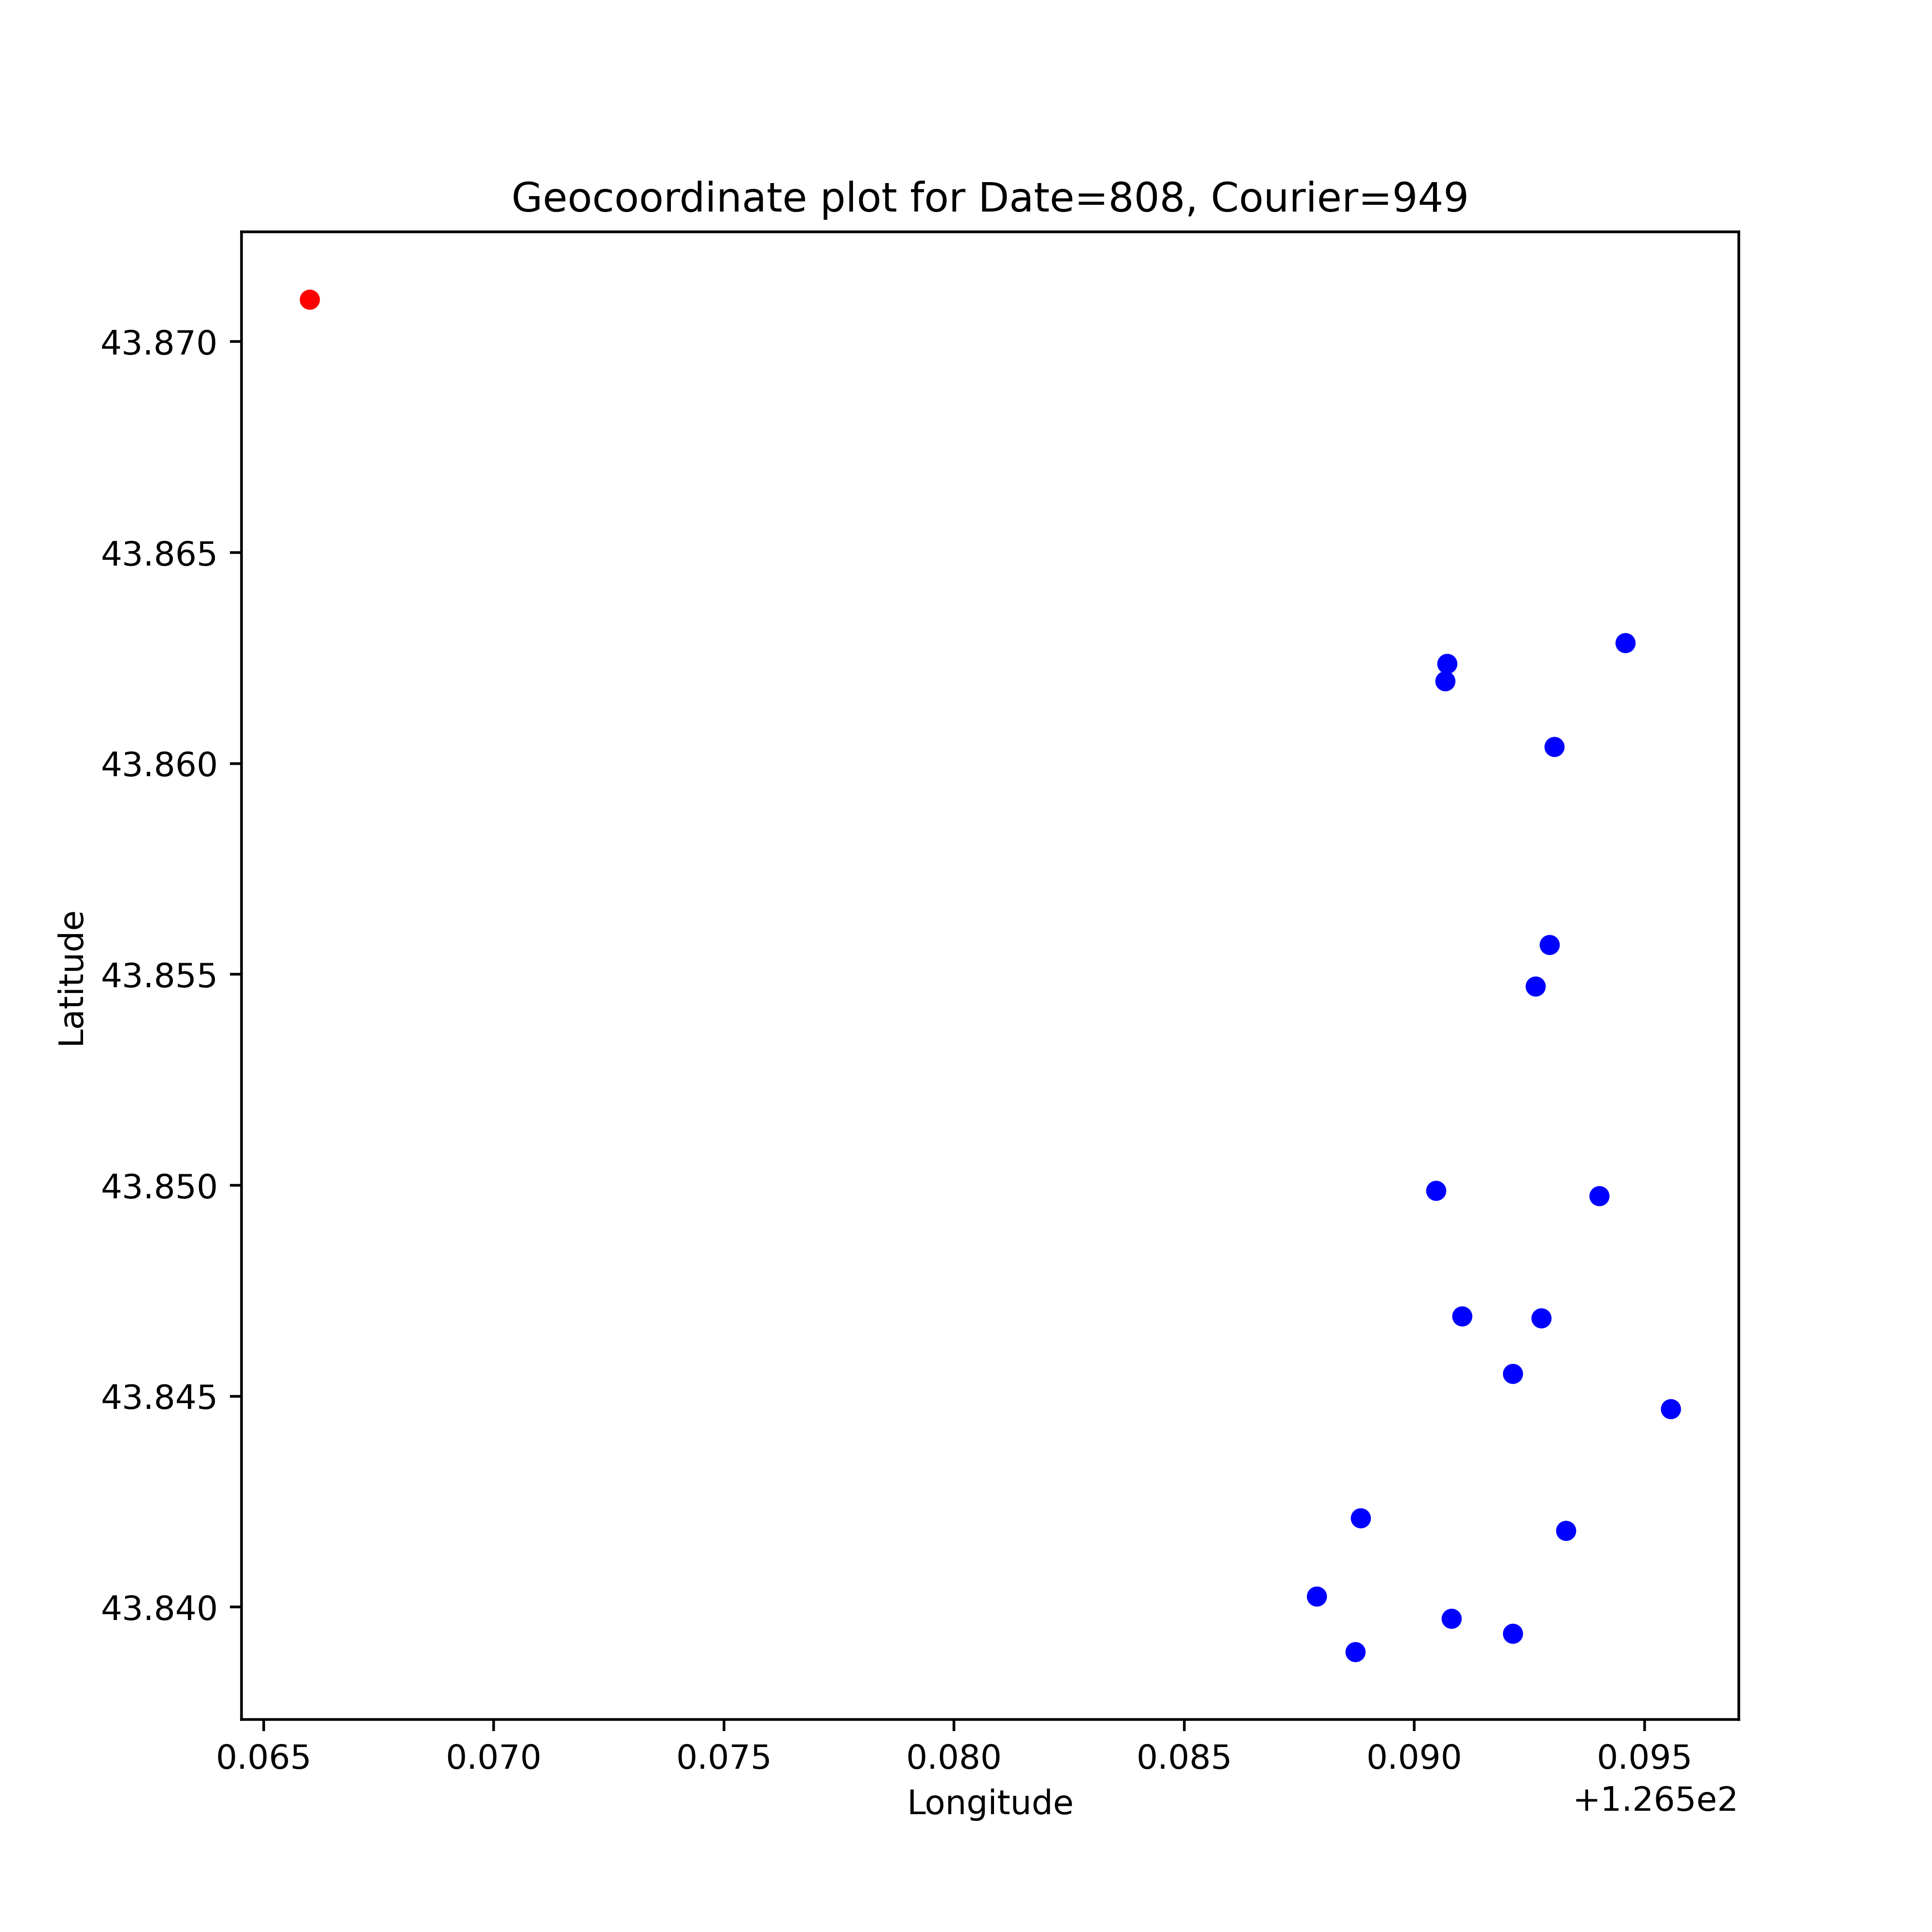 Geocoordinate plot for Date=808, Courier=949
43.870
43.865
43.860
43.855
43.850
43.845
43.840
Latitude
0.065 0.070 0.075 0.080 0.085 0.090 0.095
+1.265e2
Longitude